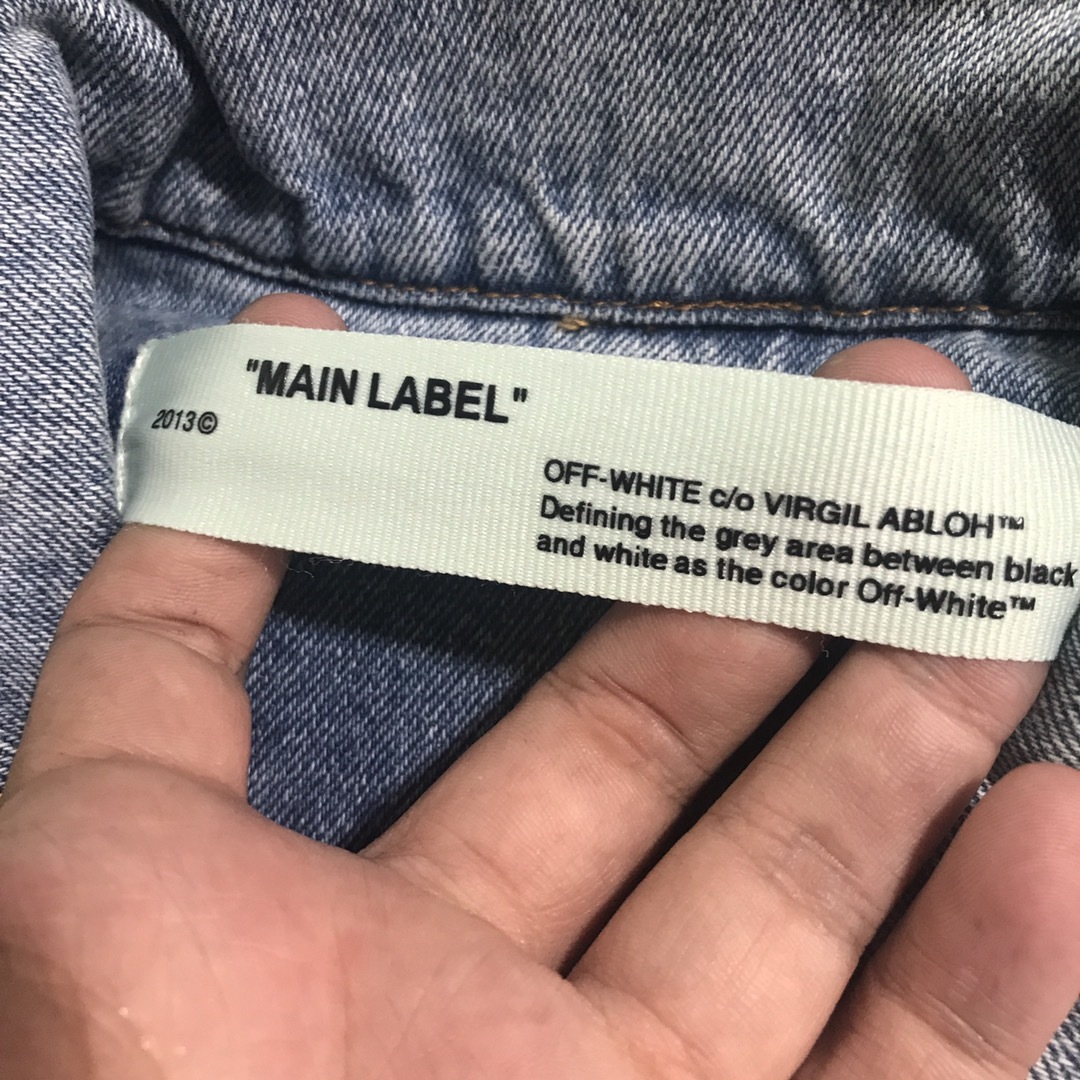 "MAIN LABEL"
2013©
OFF-WHITE c/o VIRGIL ABLOH™
Defining the grey area between black
and white as the color Off-White™